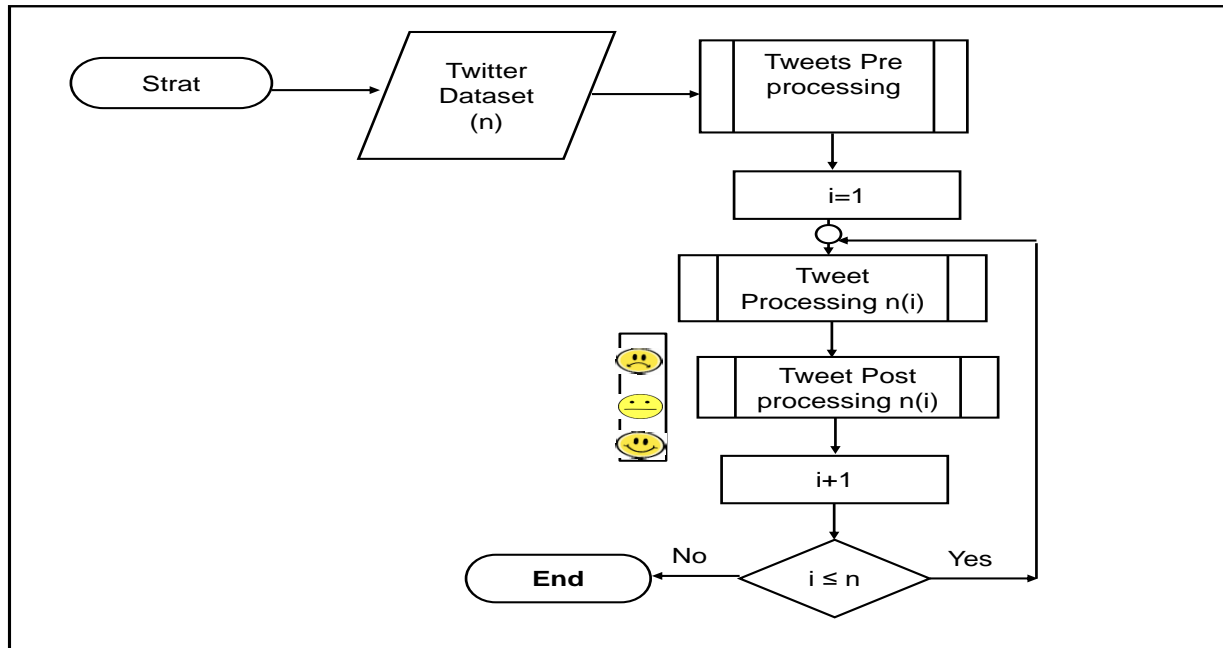 Strat
Twitter
Dataset
(n)
Tweets Pre
processing
i=1
Tweet
Processing n(i)
Tweet Post
processing n(i)
i+1
i ≤ n
No
Yes
End